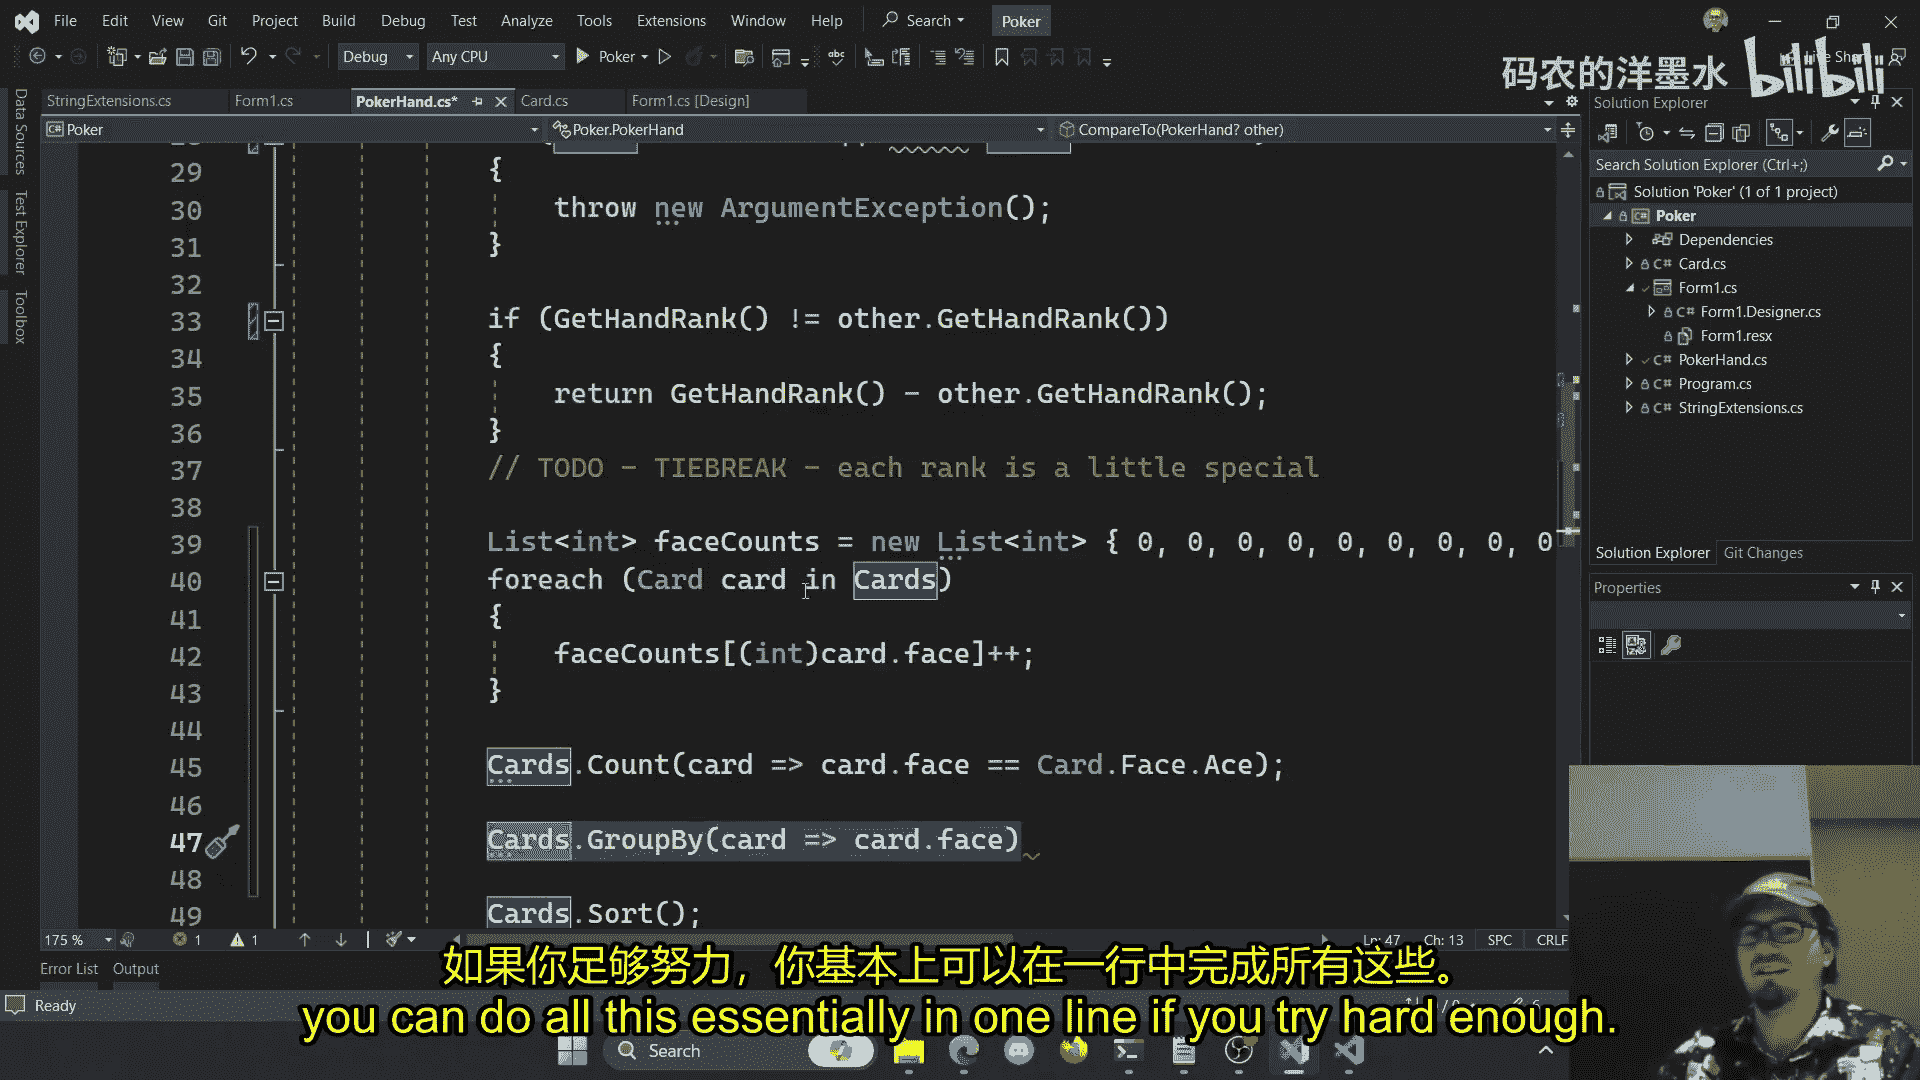 File Edit View Git Project Build Debug Test Analyze Tools Extensions Window Help Search Poker
Debug Any CPU Poker
码农的洋墨水 bilibili
StringExtensions.cs Form1.cs PokerHand.cs* Card.cs Form1.cs [Design]
Poker Poker.PokerHand CompareTo(PokerHand? other)
Data Sources
Test Explorer
Toolbox
29 {
30 throw new ArgumentException();
31 }
32
33 if (GetHandRank() != other.GetHandRank())
34 {
35 return GetHandRank() - other.GetHandRank();
36 }
37 // TODO - TIEBREAK - each rank is a little special
38
39 List<int> faceCounts = new List<int> { 0, 0, 0, 0, 0, 0, 0, 0, 0
40 foreach (Card card in Cards)
41 {
42 faceCounts[(int)card.face]++;
43 }
44
45 Cards.Count(card => card.face == Card.Face.Ace);
46
47 Cards.GroupBy(card => card.face)
48
49 Cards.Sort();
175 % 1 1 Ln: 47 Ch: 13 SPC CRLF
Error List Output
Ready
Solution Explorer
Search Solution Explorer (Ctrl+;)
Solution 'Poker' (1 of 1 project)
Poker
Dependencies
Card.cs
Form1.cs
Form1.Designer.cs
Form1.resx
PokerHand.cs
Program.cs
StringExtensions.cs
Solution Explorer Git Changes
Properties
如果你足够努力，你基本上可以在一行中完成所有这些。
you can do all this essentially in one line if you try hard enough.
Search